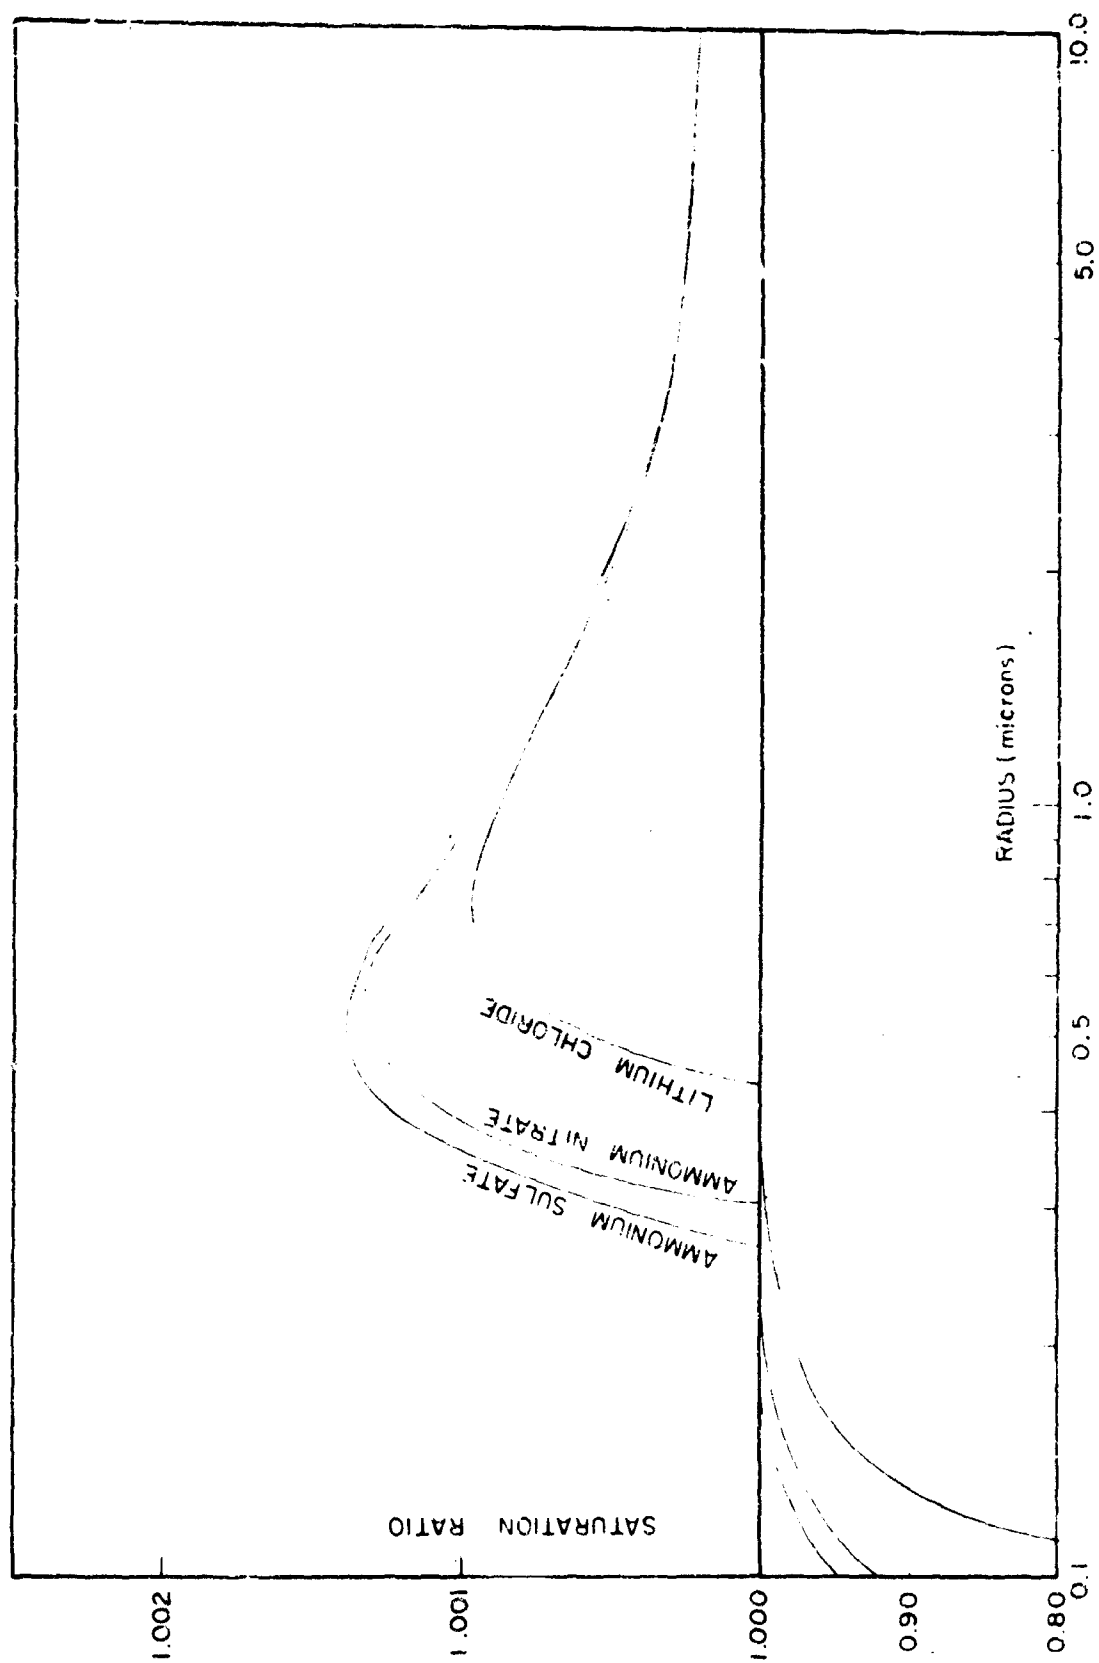 SATURATION
RATIO
1.002
1.001
1.000
0.90
0.80
AMMONIUM SULFATE
AMMONIUM NITRATE
LITHIUM CHLORIDE
0.1
0.5
1.0
5.0
10.0
RADIUS (microns)